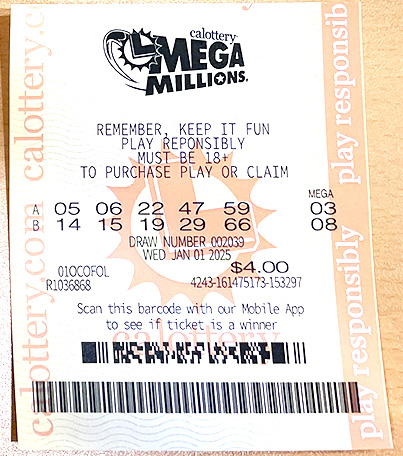 calottery
MEGA
MILLIONS.
REMEMBER, KEEP IT FUN
PLAY REPONSIBLY
MUST BE 18+
TO PURCHASE PLAY OR CLAIM
MEGA
A 05 06 22 47 59 03
B 14 15 19 29 66 08
DRAW NUMBER 002039
WED JAN 01 2025
01OCOFOL $4.00
R1036868 4243-161475173-153297
Scan this barcode with our Mobile App
to see if ticket is a winner
calottery
calottery.com calottery.c
play responsibly play responsib